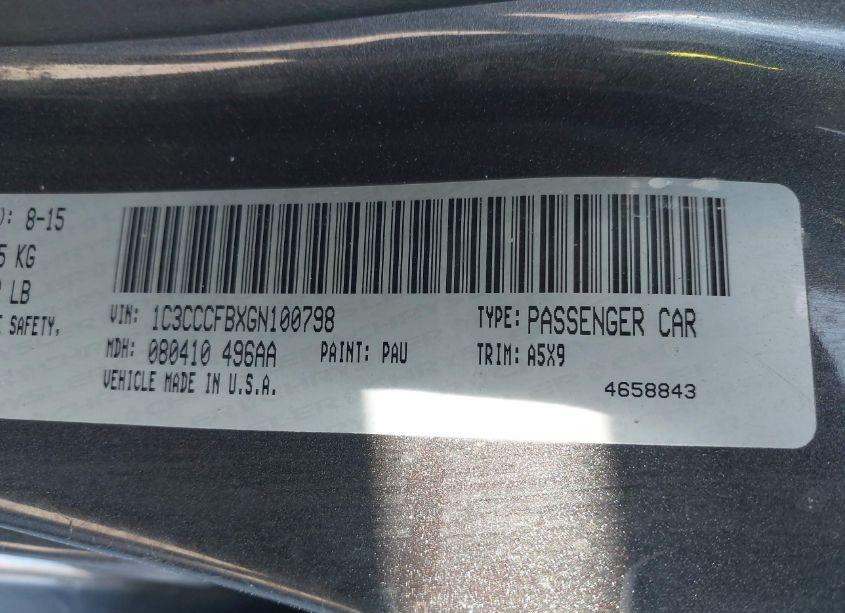 ): 8-15
5 KG
LB
SAFETY,
VIN: 1C3CCCFBXGN100798
TYPE: PASSENGER CAR
MDH: 080410 496AA
PAINT: PAU
TRIM: A5X9
VEHICLE MADE IN U.S.A.
4658843